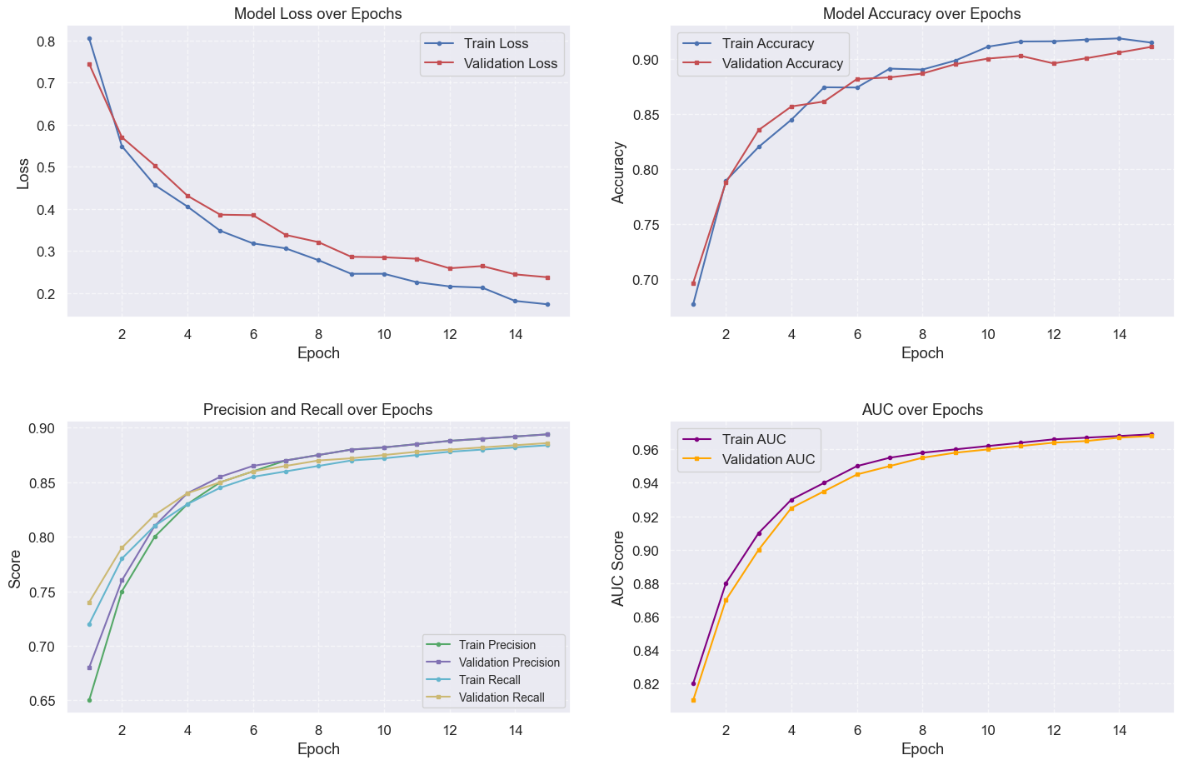 Model Loss over Epochs
0.8
0.7
0.6
0.5
0.4
0.3
0.2
Loss
Train Loss
Validation Loss
2 4 6 8 10 12 14
Epoch
Model Accuracy over Epochs
0.90
0.85
0.80
0.75
0.70
Accuracy
Train Accuracy
Validation Accuracy
2 4 6 8 10 12 14
Epoch
Precision and Recall over Epochs
0.90
0.85
0.80
0.75
0.70
0.65
Score
Train Precision
Validation Precision
Train Recall
Validation Recall
2 4 6 8 10 12 14
Epoch
AUC over Epochs
0.96
0.94
0.92
0.90
0.88
0.86
0.84
0.82
AUC Score
Train AUC
Validation AUC
2 4 6 8 10 12 14
Epoch